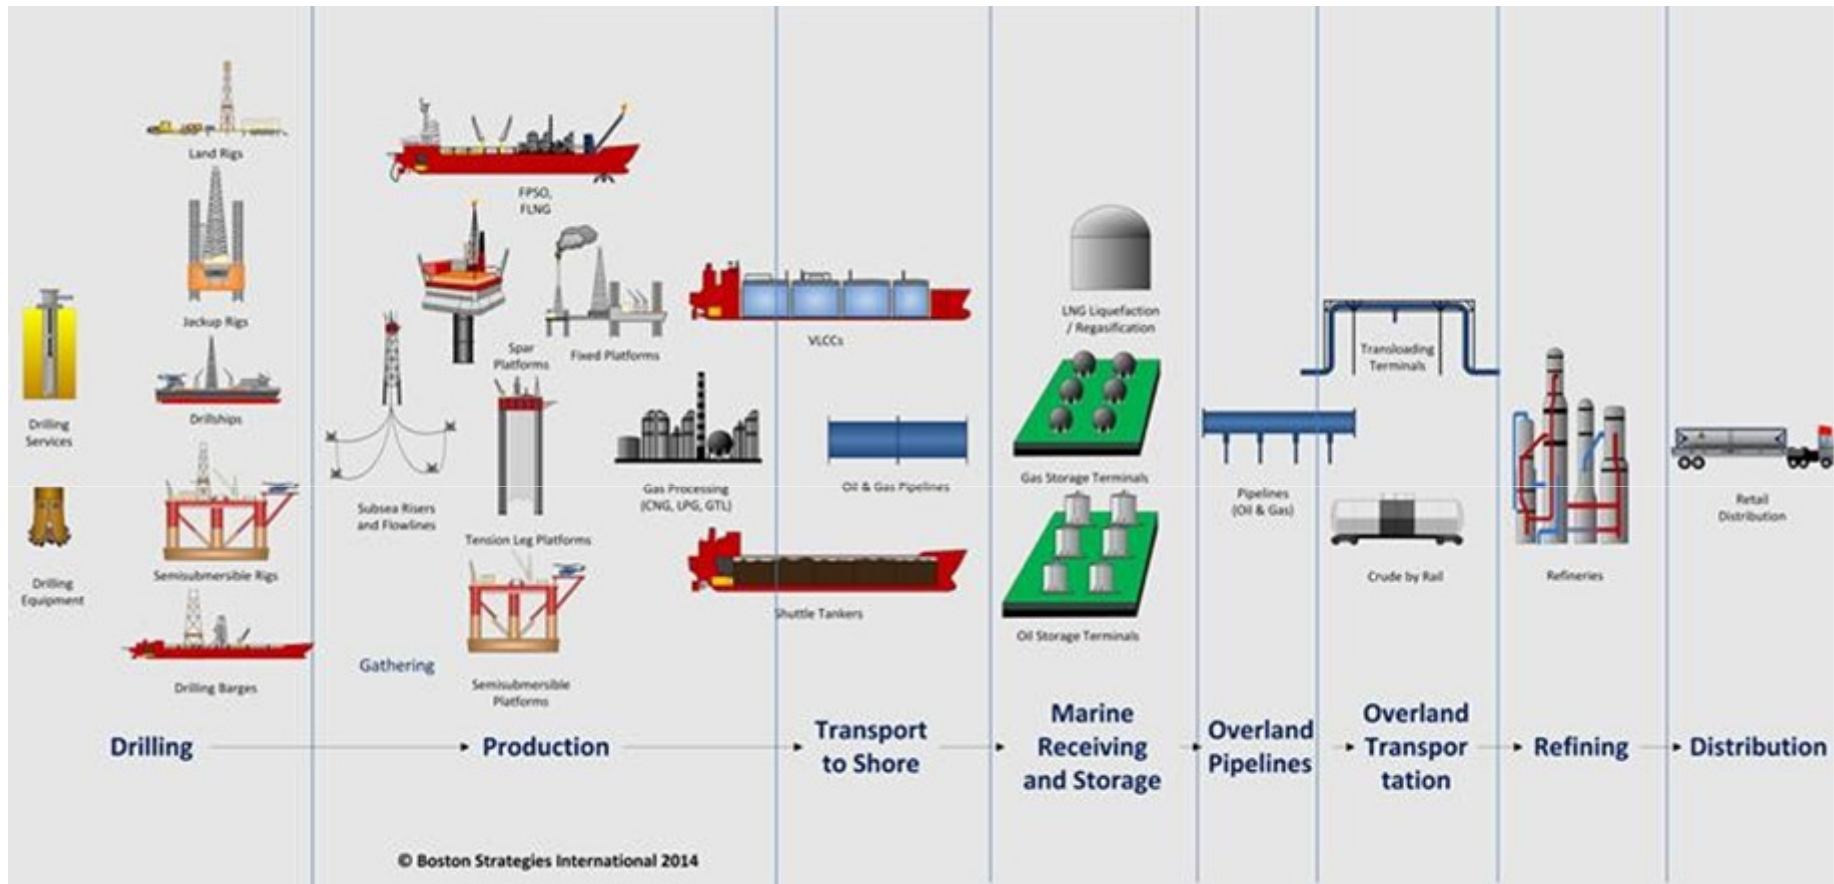 Land Rigs
Jackup Rigs
Drilling
Services
Drillships
Drilling
Equipment
Semisubmersible Rigs
Drilling Barges
FPSO,
FLNG
Spar
Platforms
Fixed Platforms
Subsea Risers
and Flowlines
Gas Processing
(CNG, LPG, GTL)
Tension Leg Platforms
Gathering
Semisubmersible
Platforms
VLCCs
Oil & Gas Pipelines
Shuttle Tankers
LNG Liquefaction
/ Regasification
Gas Storage Terminals
Oil Storage Terminals
Pipelines
(Oil & Gas)
Transloading
Terminals
Crude by Rail
Refineries
Retail
Distribution
Drilling
Production
Transport
to Shore
Marine
Receiving
and Storage
Overland
Pipelines
Overland
Transpor
tation
Refining
Distribution
© Boston Strategies International 2014